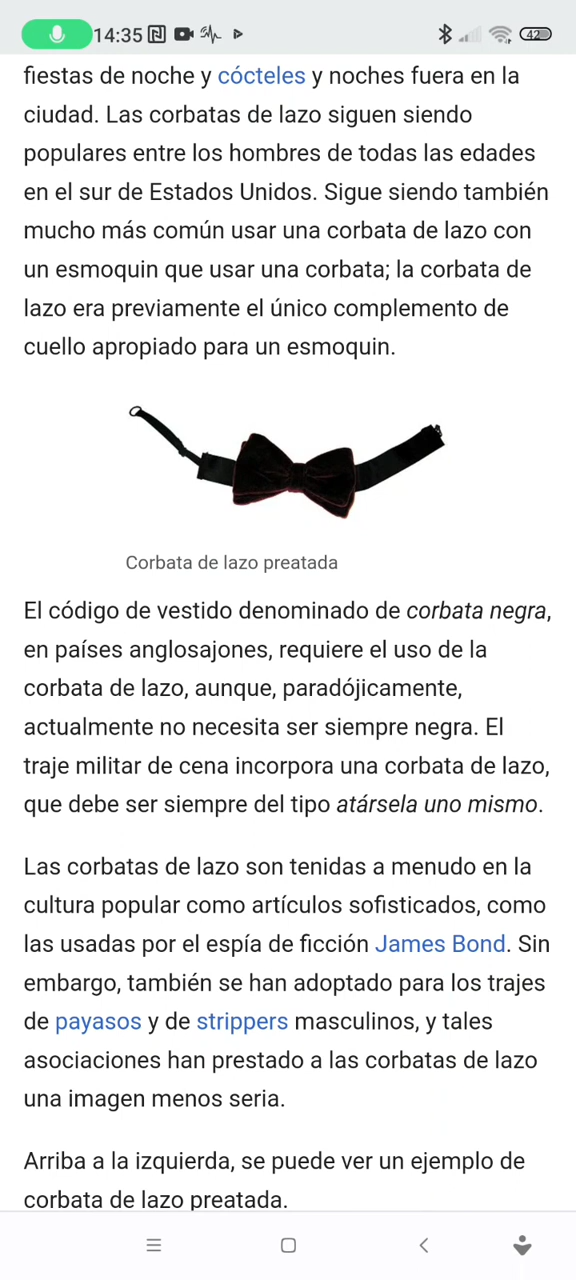 14:35
42
fiestas de noche y cócteles y noches fuera en la
ciudad. Las corbatas de lazo siguen siendo
populares entre los hombres de todas las edades
en el sur de Estados Unidos. Sigue siendo también
mucho más común usar una corbata de lazo con
un esmoquin que usar una corbata; la corbata de
lazo era previamente el único complemento de
cuello apropiado para un esmoquin.
Corbata de lazo preatada
El código de vestido denominado de corbata negra,
en países anglosajones, requiere el uso de la
corbata de lazo, aunque, paradójicamente,
actualmente no necesita ser siempre negra. El
traje militar de cena incorpora una corbata de lazo,
que debe ser siempre del tipo atársela uno mismo.
Las corbatas de lazo son tenidas a menudo en la
cultura popular como artículos sofisticados, como
las usadas por el espía de ficción James Bond. Sin
embargo, también se han adoptado para los trajes
de payasos y de strippers masculinos, y tales
asociaciones han prestado a las corbatas de lazo
una imagen menos seria.
Arriba a la izquierda, se puede ver un ejemplo de
corbata de lazo preatada.